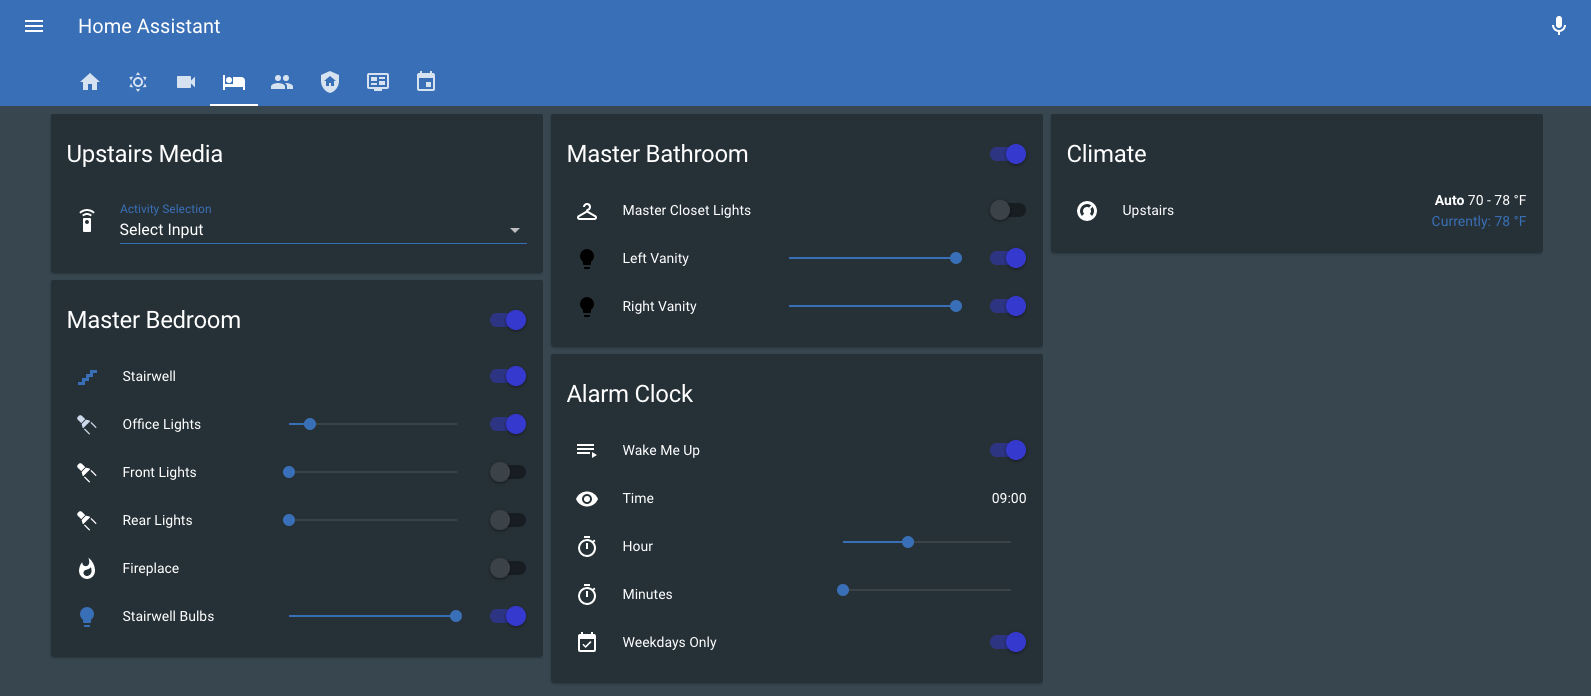 Home Assistant
Upstairs Media
Activity Selection
Select Input
Master Bedroom
Stairwell
Office Lights
Front Lights
Rear Lights
Fireplace
Stairwell Bulbs
Master Bathroom
Master Closet Lights
Left Vanity
Right Vanity
Alarm Clock
Wake Me Up
Time 09:00
Hour
Minutes
Weekdays Only
Climate
Upstairs Auto 70 - 78 °F
Currently: 78 °F